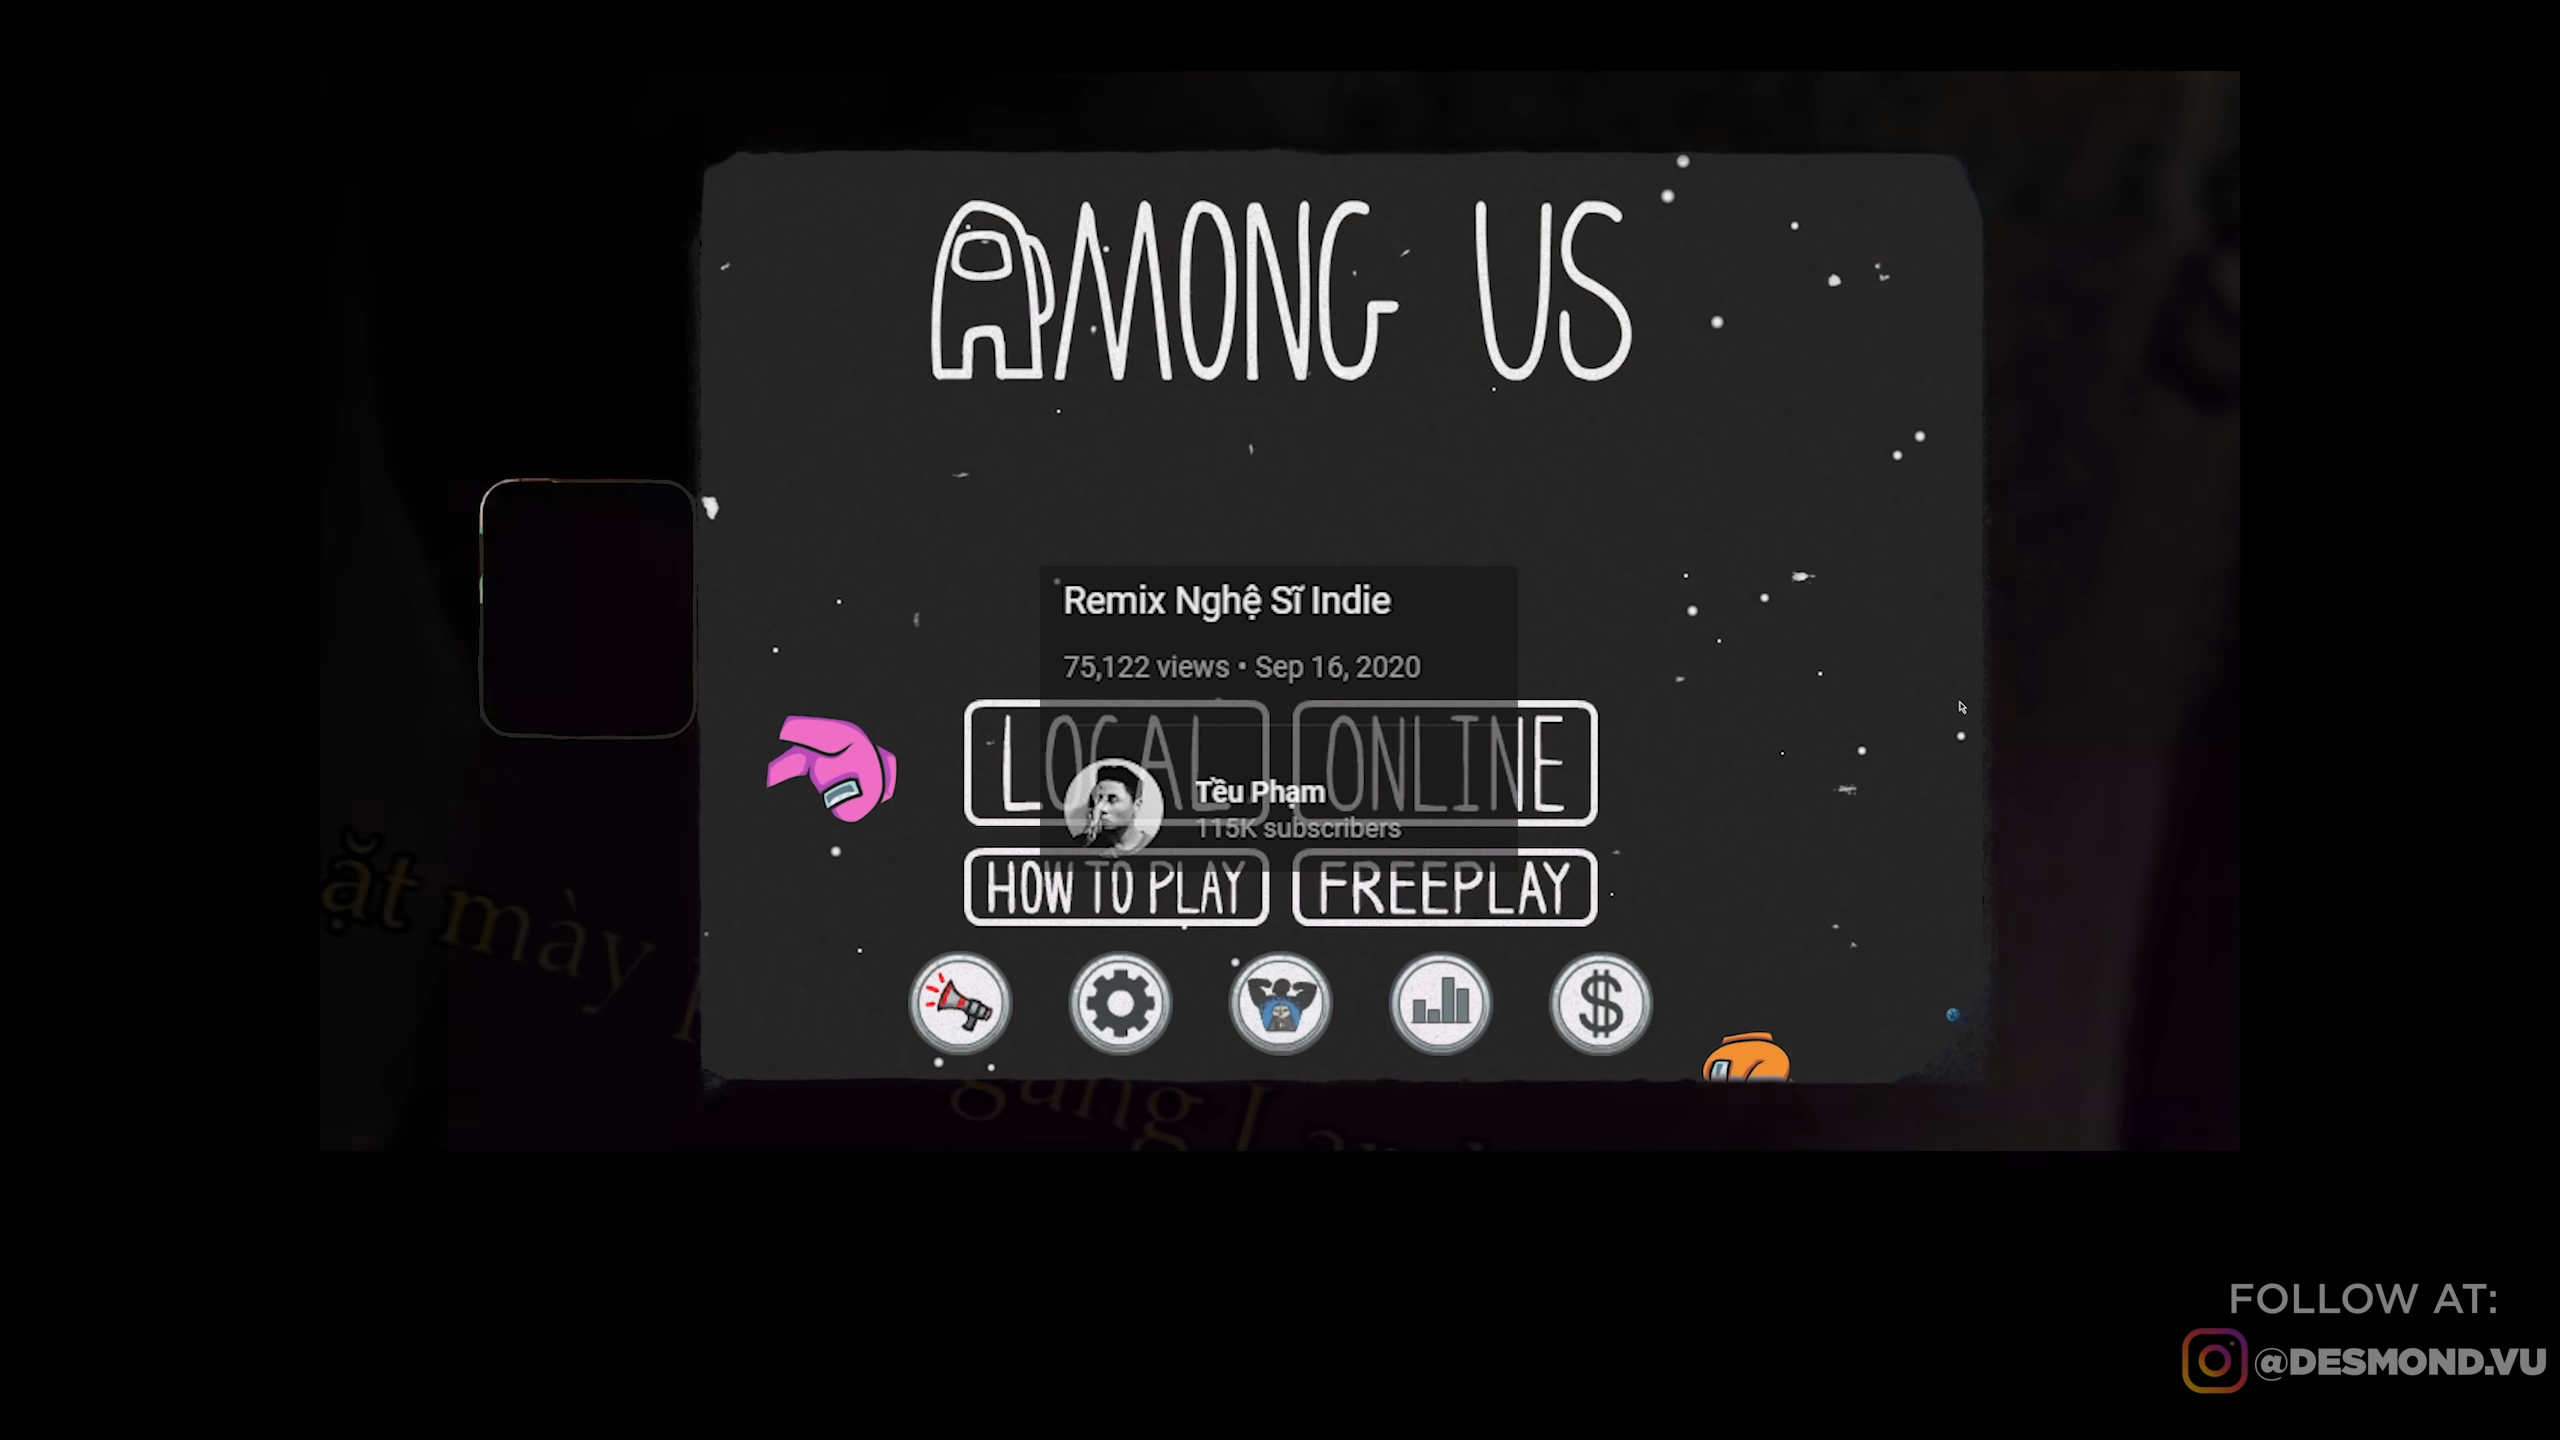 AMONG US
Remix Nghệ Sĩ Indie
75,122 views • Sep 16, 2020
LOCAL
ONLINE
Tều Phạm
115K subscribers
HOW TO PLAY
FREEPLAY
ặt mày
gang
FOLLOW AT:
@DESMOND.VU